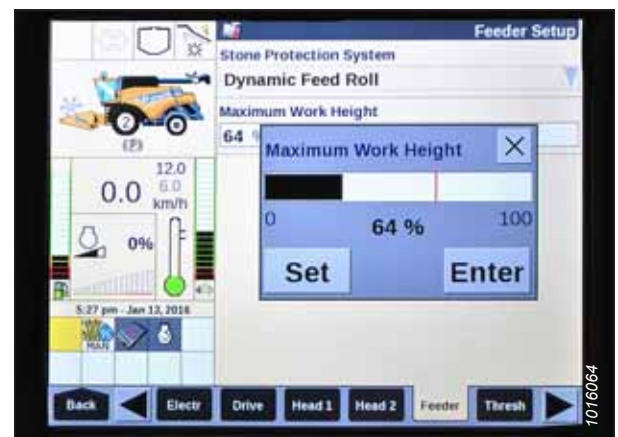 Feeder Setup
Stone Protection System
Dynamic Feed Roll
Maximum Work Height
64 %
Maximum Work Height
0
64 %
100
Set
Enter
(P)
12.0
6.0
km/h
0.0
0%
5:27 pm - Jan 13, 2016
MAN
Back
Electr
Drive
Head 1
Head 2
Feeder
Thresh
1016064